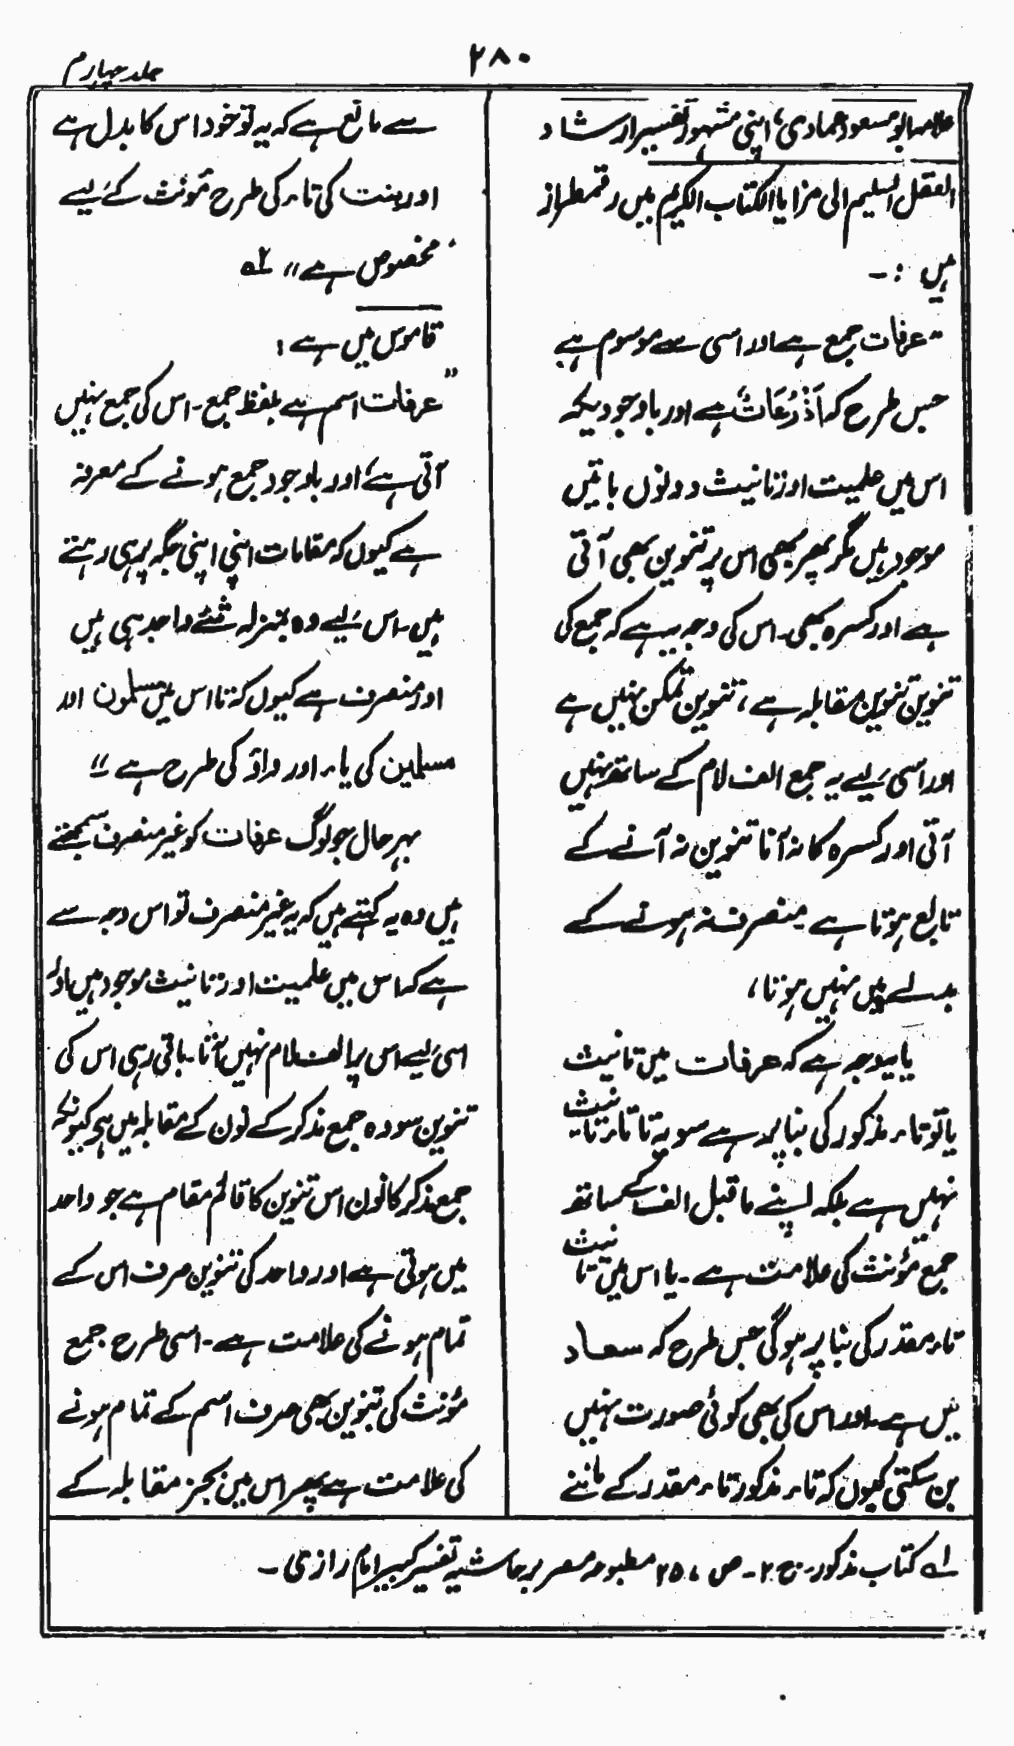 ۲۸۰
جلد چہارم
علامہ ابو مسعود عمادی، اپنی مشہور تفسیر ارشاد
العقل السلیم الی مزایا الکتاب الکریم میں رقمطراز
ہیں :-
"عرفات جمع ہے اور اسی سے موسوم ہے
جس طرح کہ اَذْرُعَاتٌ ہے اور باوجودیکہ
اس میں علمیت اور تانیث دونوں باتیں
موجود ہیں مگر پھر بھی اس پر تنوین بھی آتی
ہے اور کسرہ بھی۔ اس کی وجہ یہ ہے کہ جمع کی
تنوین تنوین مقابلہ ہے، تنوین تمکن نہیں ہے
اور اسی لیے یہ جمع الف لام کے ساتھ نہیں
آتی اور کسرہ کا نہ آنا تنوین نہ آنے کے
تابع ہوتا ہے۔ منصرف نہ ہونے کے
بدلے میں نہیں ہوتا،
یا یہ وجہ ہے کہ عرفات میں تانیث
یا تو تاء مذکور کی بنا پر ہے سو یہ تا تاء تانیث
نہیں ہے بلکہ اپنے ماقبل الف کے ساتھ
جمع مؤنث کی علامت ہے۔ یا اس میں تانیث
تاء مقدر کی بنا پر ہوگی جس طرح کہ سعاد
میں ہے۔ اور اس کی بھی کوئی صورت نہیں
بن سکتی کیوں کہ تاء مذکور تاء مقدر کے ماننے
سے مانع ہے کہ یہ تو خود اس کا بدل ہے
اور بنت کی تاء کی طرح مؤنث کے لیے
مخصوص ہے" لہ
قاموس میں ہے :
"عرفات اسم ہے بلفظ جمع۔ اس کی جمع نہیں
آتی ہے، اور باوجود جمع ہونے کے معرفہ
ہے کیوں کہ مقامات اپنی اپنی جگہ پر ہی رہتے
ہیں۔ اس لیے وہ بمنزلہ شئے واحد ہی ہیں
اور منصرف ہے کیوں کہ تا اس میں مسلمون اور
مسلمین کی یاء اور واؤ کی طرح ہے"
بہرحال جو لوگ عرفات کو غیر منصرف سمجھتے
ہیں وہ یہ کہتے ہیں کہ یہ غیر منصرف تو اس وجہ سے
ہے کہ اس میں علمیت اور تانیث موجود ہیں اور
اسی لیے اس پر الف لام نہیں آتا۔ باقی رہی اس کی
تنوین سو وہ جمع مذکر کے نون کے مقابلہ میں ہے کیونکہ
جمع مذکر کا نون اس تنوین کا قائم مقام ہے جو واحد
میں ہوتی ہے اور واحد کی تنوین صرف اس کے
تمام ہونے کی علامت ہے۔ اسی طرح جمع
مؤنث کی تنوین بھی صرف اسم کے تمام ہونے
کی علامت ہے پھر اس میں بجز مقابلہ کے
لہ کتاب مذکور۔ ج ۲۔ ص ۲۵۷، مطبوعہ مصر برحاشیہ تفسیر کبیر امام رازی۔